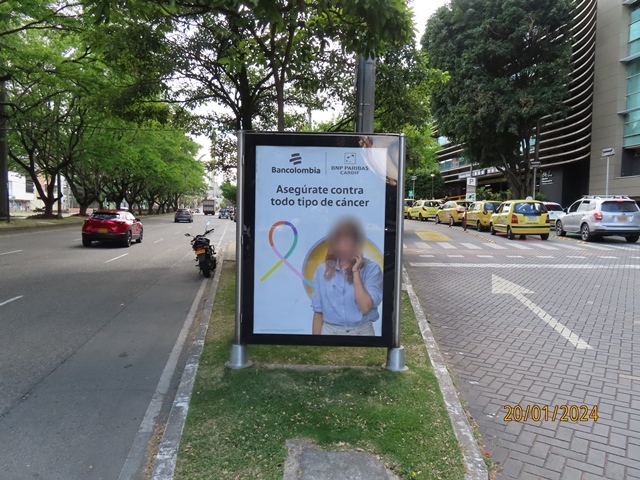 Bancolombia
BNP PARIBAS
CARDIF
Asegúrate contra
todo tipo de cáncer
20/01/2024